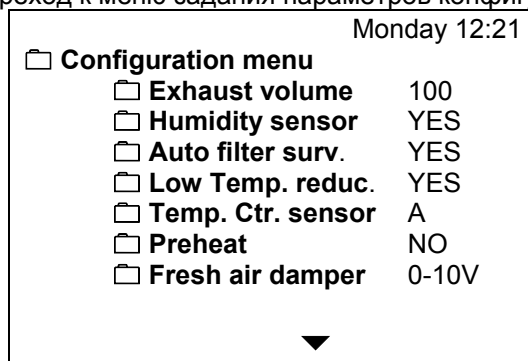 Monday 12:21
Configuration menu
Exhaust volume 100
Humidity sensor YES
Auto filter surv. YES
Low Temp. reduc. YES
Temp. Ctr. sensor A
Preheat NO
Fresh air damper 0-10V